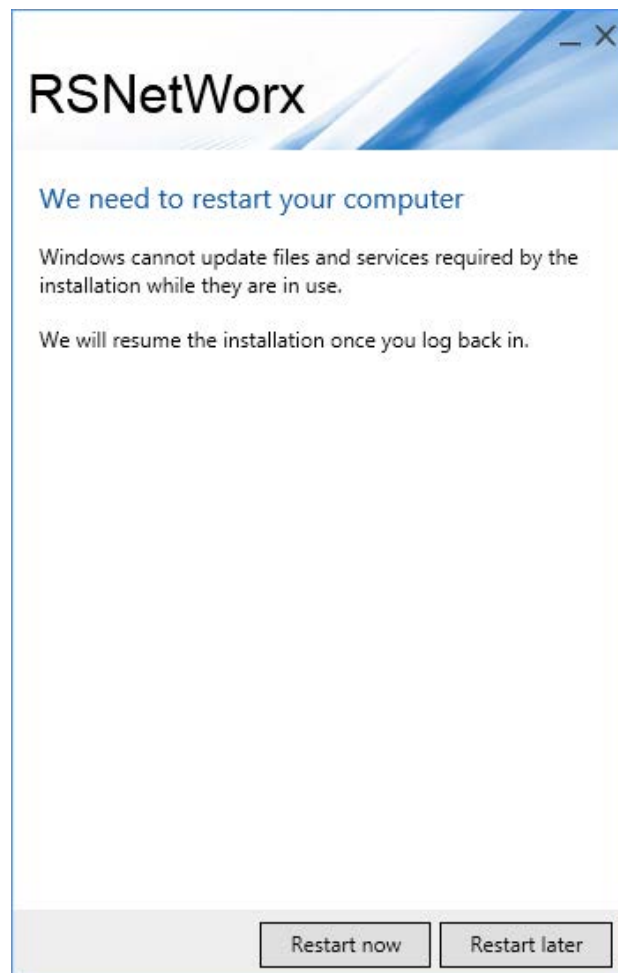 RSNetWorx
We need to restart your computer
Windows cannot update files and services required by the
installation while they are in use.
We will resume the installation once you log back in.
Restart now
Restart later